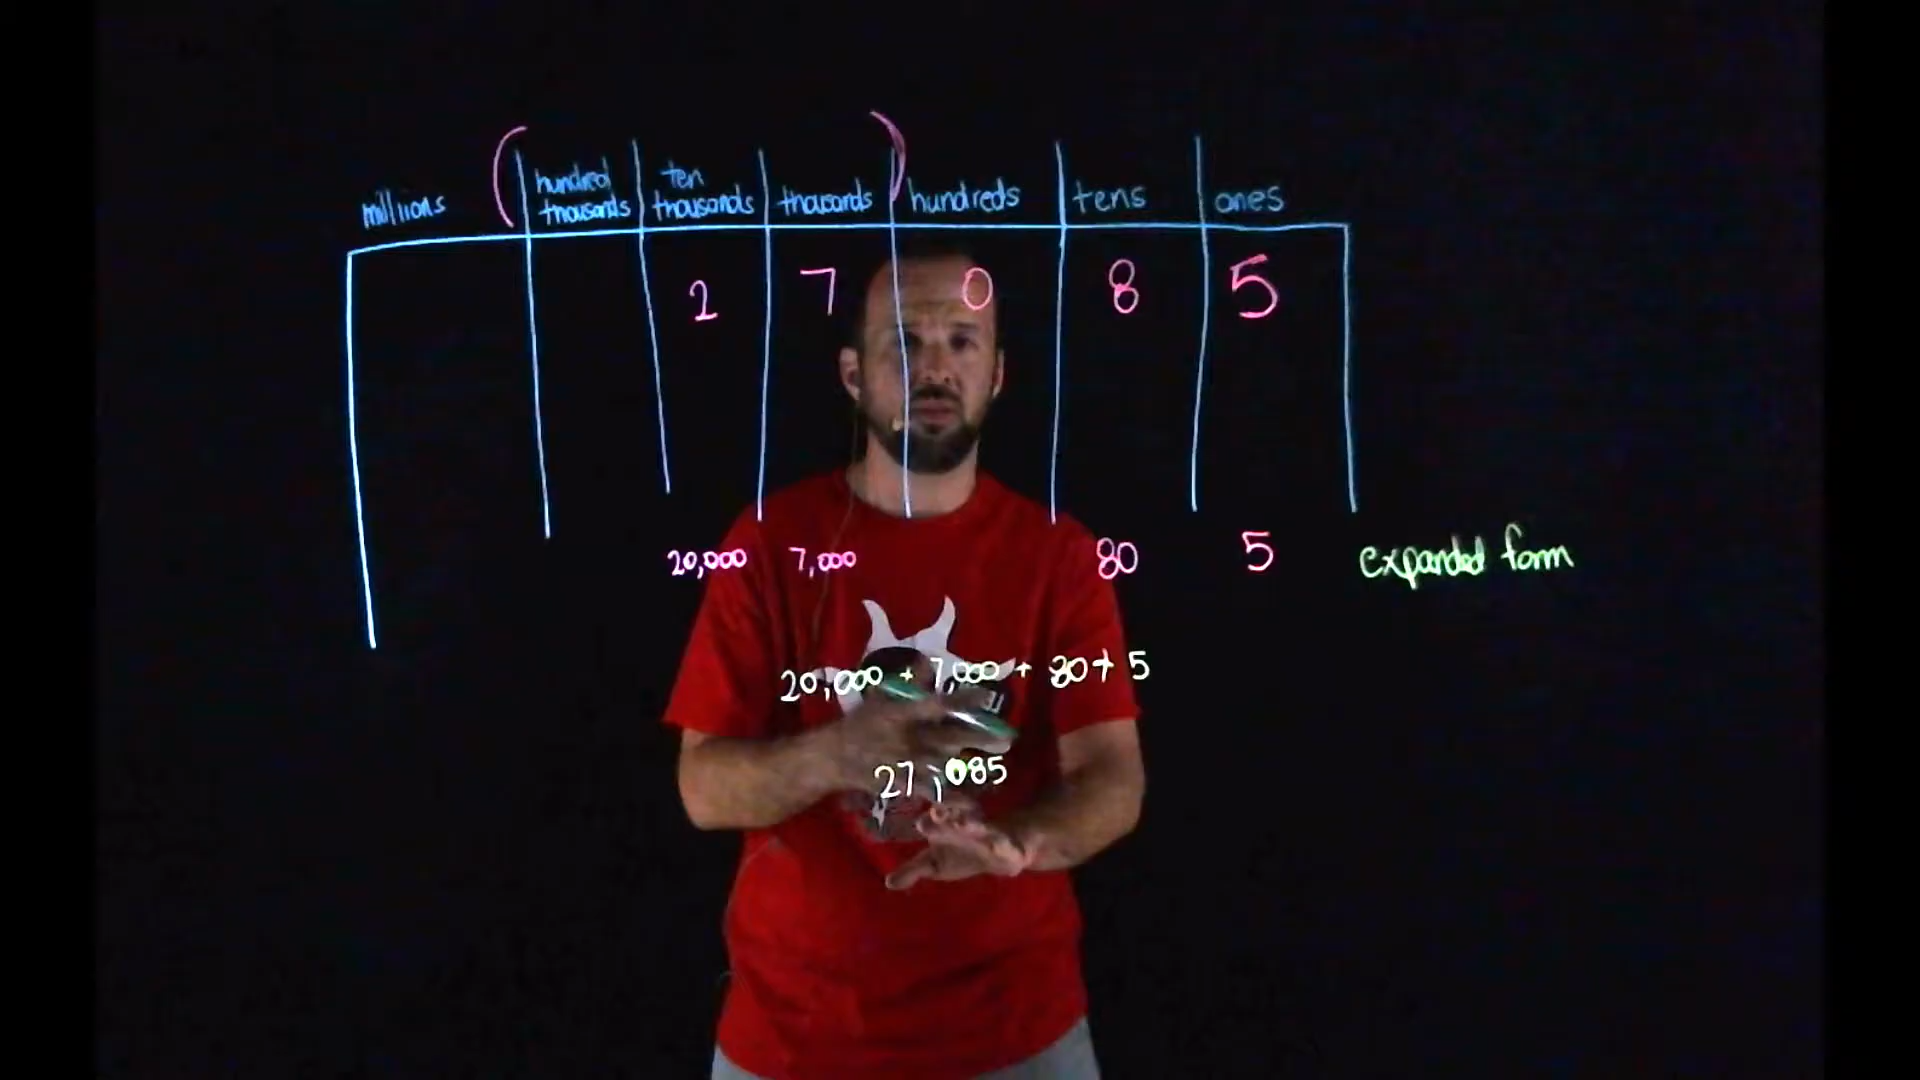 millions hundred thousands ten thousands thousands hundreds tens ones
2 7 0 8 5
20,000 7,000 80 5 expanded form
20,000 + 7,000 + 80 + 5
27,085